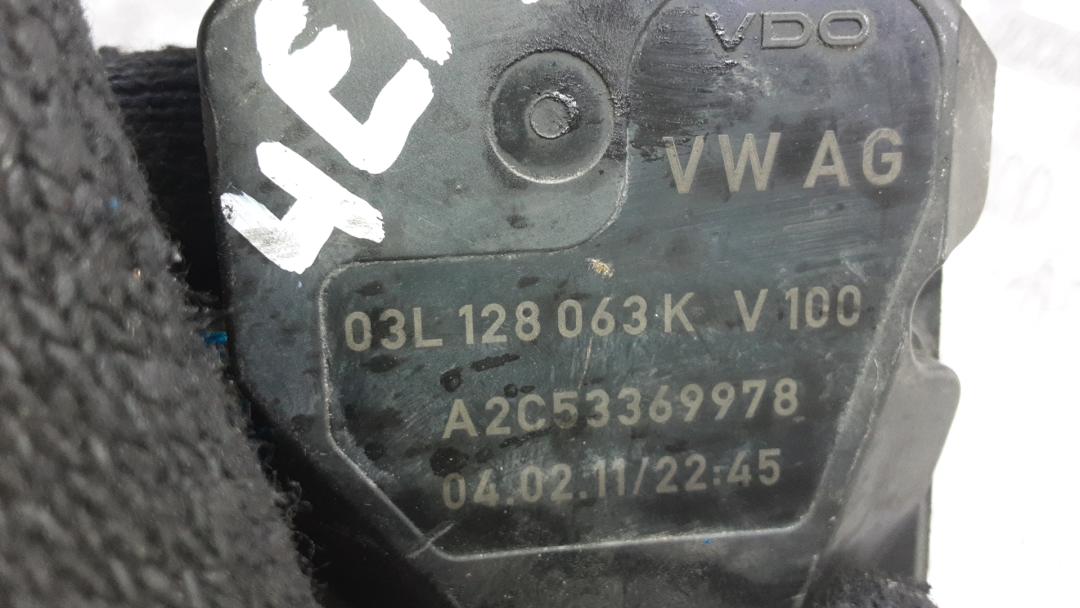 VDO
VW AG
03L 128 063 K V 100
A2C53369978
04.02.11/22:45